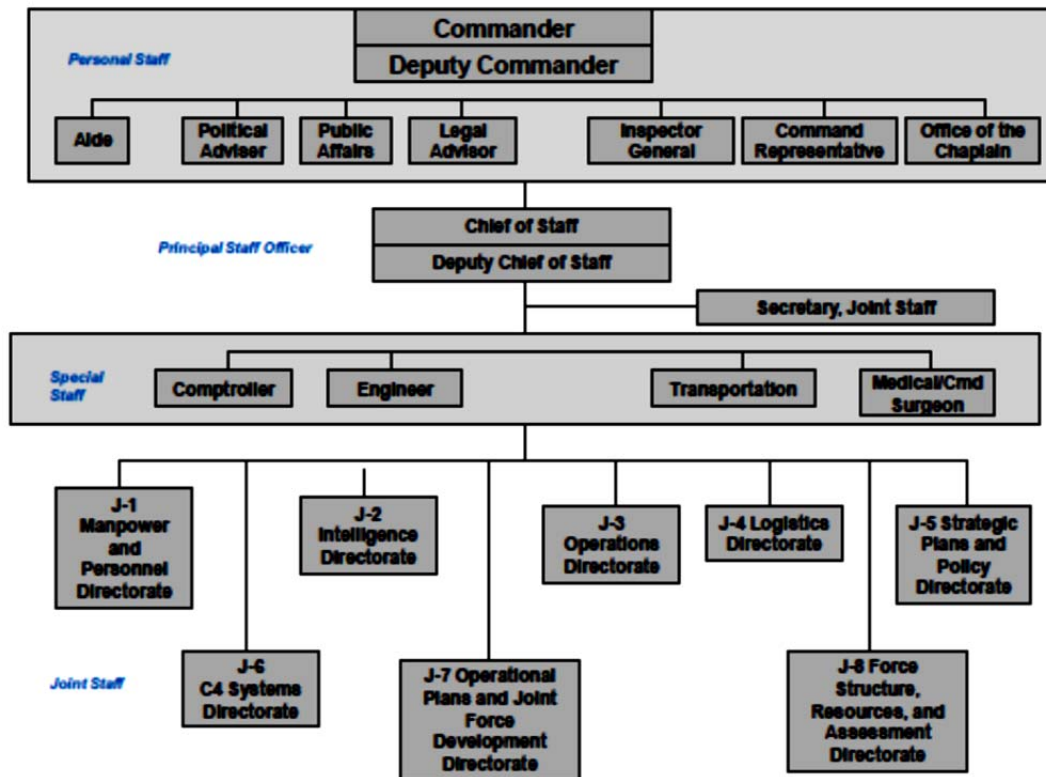 Commander
Deputy Commander
Personal Staff
Aide
Political
Adviser
Public
Affairs
Legal
Advisor
Inspector
General
Command
Representative
Office of the
Chaplain
Chief of Staff
Principal Staff Officer
Deputy Chief of Staff
Secretary, Joint Staff
Special
Staff
Comptroller
Engineer
Transportation
Medical/Cmd
Surgeon
J-1
Manpower
and
Personnel
Directorate
J-2
Intelligence
Directorate
J-3
Operations
Directorate
J-4 Logistics
Directorate
J-5 Strategic
Plans and
Policy
Directorate
Joint Staff
J-6
C4 Systems
Directorate
J-7 Operational
Plans and Joint
Force
Development
Directorate
J-8 Force
Structure,
Resources, and
Assessment
Directorate